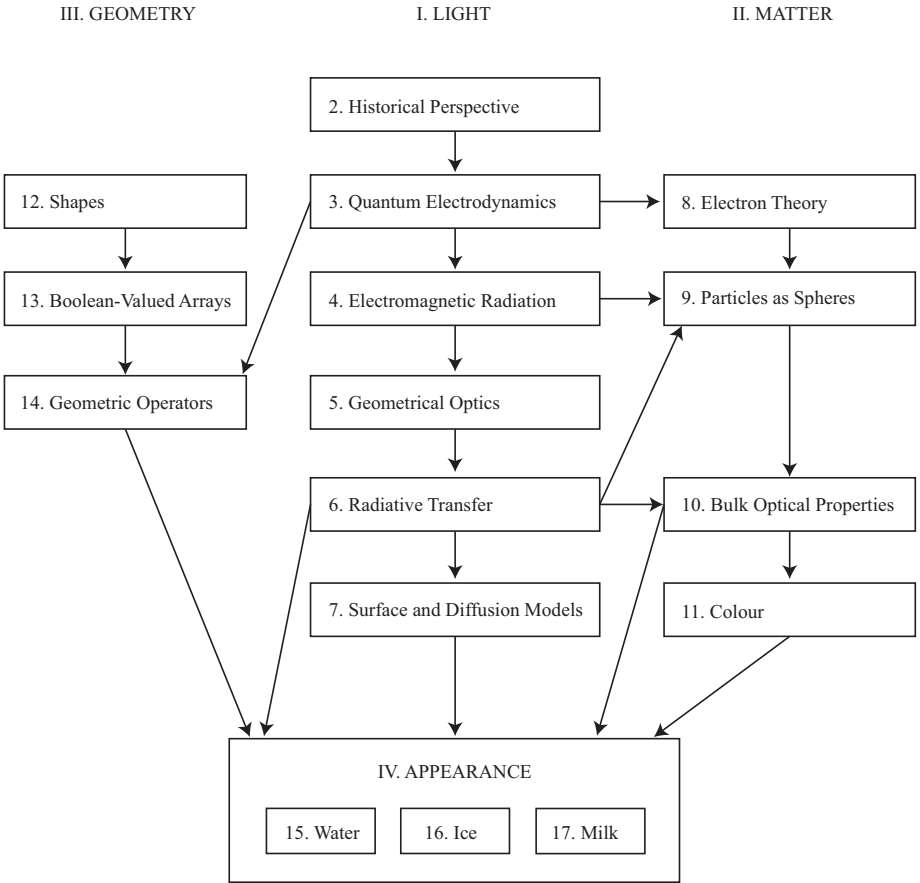 III. GEOMETRY
I. LIGHT
II. MATTER
2. Historical Perspective
12. Shapes
3. Quantum Electrodynamics
8. Electron Theory
13. Boolean-Valued Arrays
4. Electromagnetic Radiation
9. Particles as Spheres
14. Geometric Operators
5. Geometrical Optics
6. Radiative Transfer
10. Bulk Optical Properties
7. Surface and Diffusion Models
11. Colour
IV. APPEARANCE
15. Water
16. Ice
17. Milk